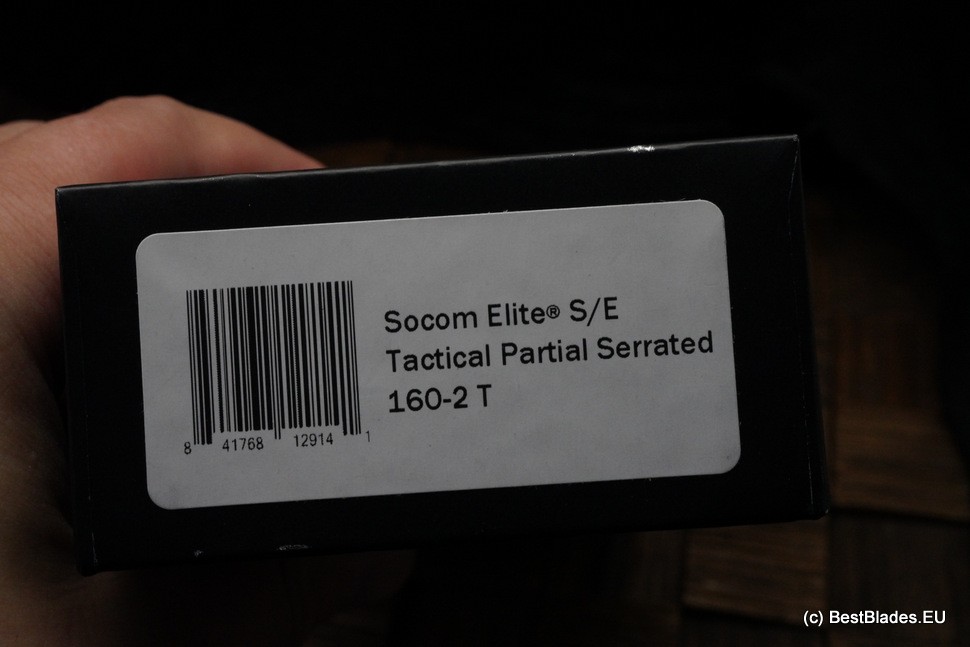 Socom Elite® S/E
Tactical Partial Serrated
160-2 T
8 41768 12914 1
(c) BestBlades.EU